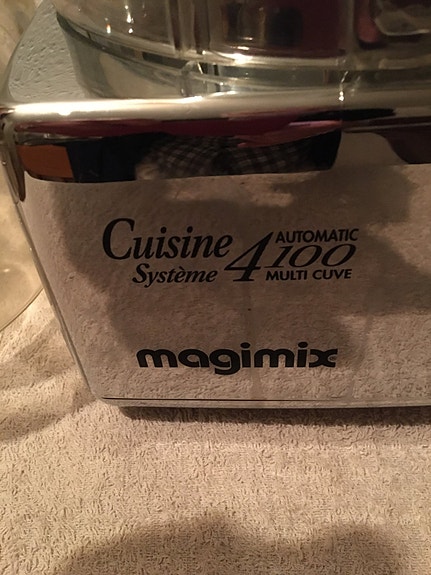 Cuisine
Système
4100
AUTOMATIC
MULTI CUVE
magimix